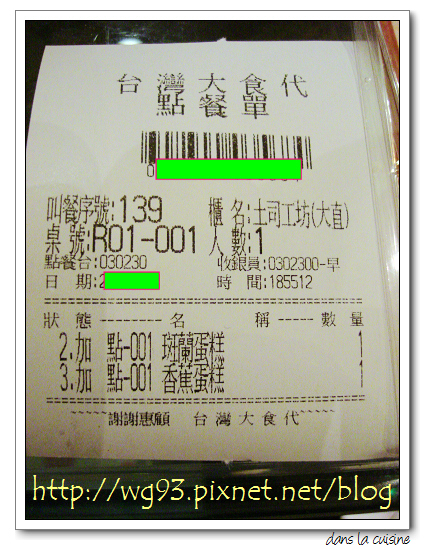 台灣大食代
點餐單
叫餐序號:139 櫃 名:土司工坊(大直)
桌 號:R01-001 人 數:1
點餐台:030230 收銀員:0302300-早
日 期:2 時 間:185512
狀 態-------名 稱------數 量
2.加 點-001 斑蘭蛋糕 1
3.加 點-001 香蕉蛋糕 1
~~~~~謝謝惠顧 台灣大食代~~~~~
http://wg93.pixnet.net/blog
dans la cuisine